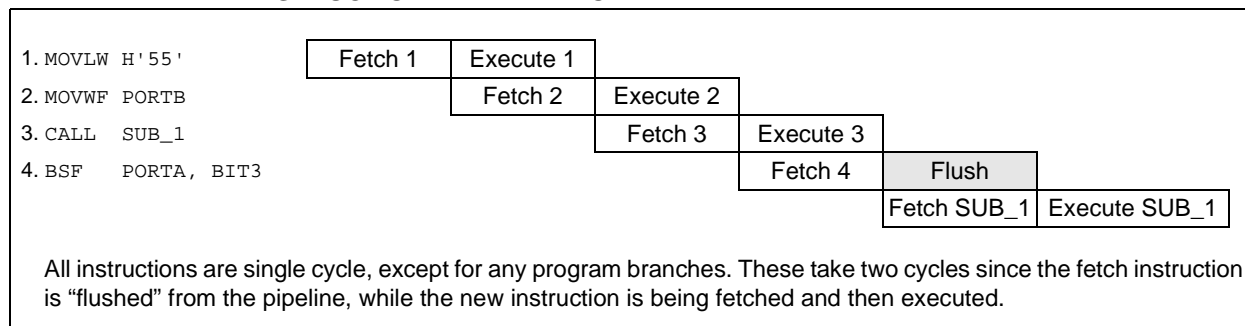 1. MOVLW H'55' Fetch 1 Execute 1
2. MOVWF PORTB Fetch 2 Execute 2
3. CALL SUB_1 Fetch 3 Execute 3
4. BSF PORTA, BIT3 Fetch 4 Flush
Fetch SUB_1 Execute SUB_1
All instructions are single cycle, except for any program branches. These take two cycles since the fetch instruction
is “flushed” from the pipeline, while the new instruction is being fetched and then executed.